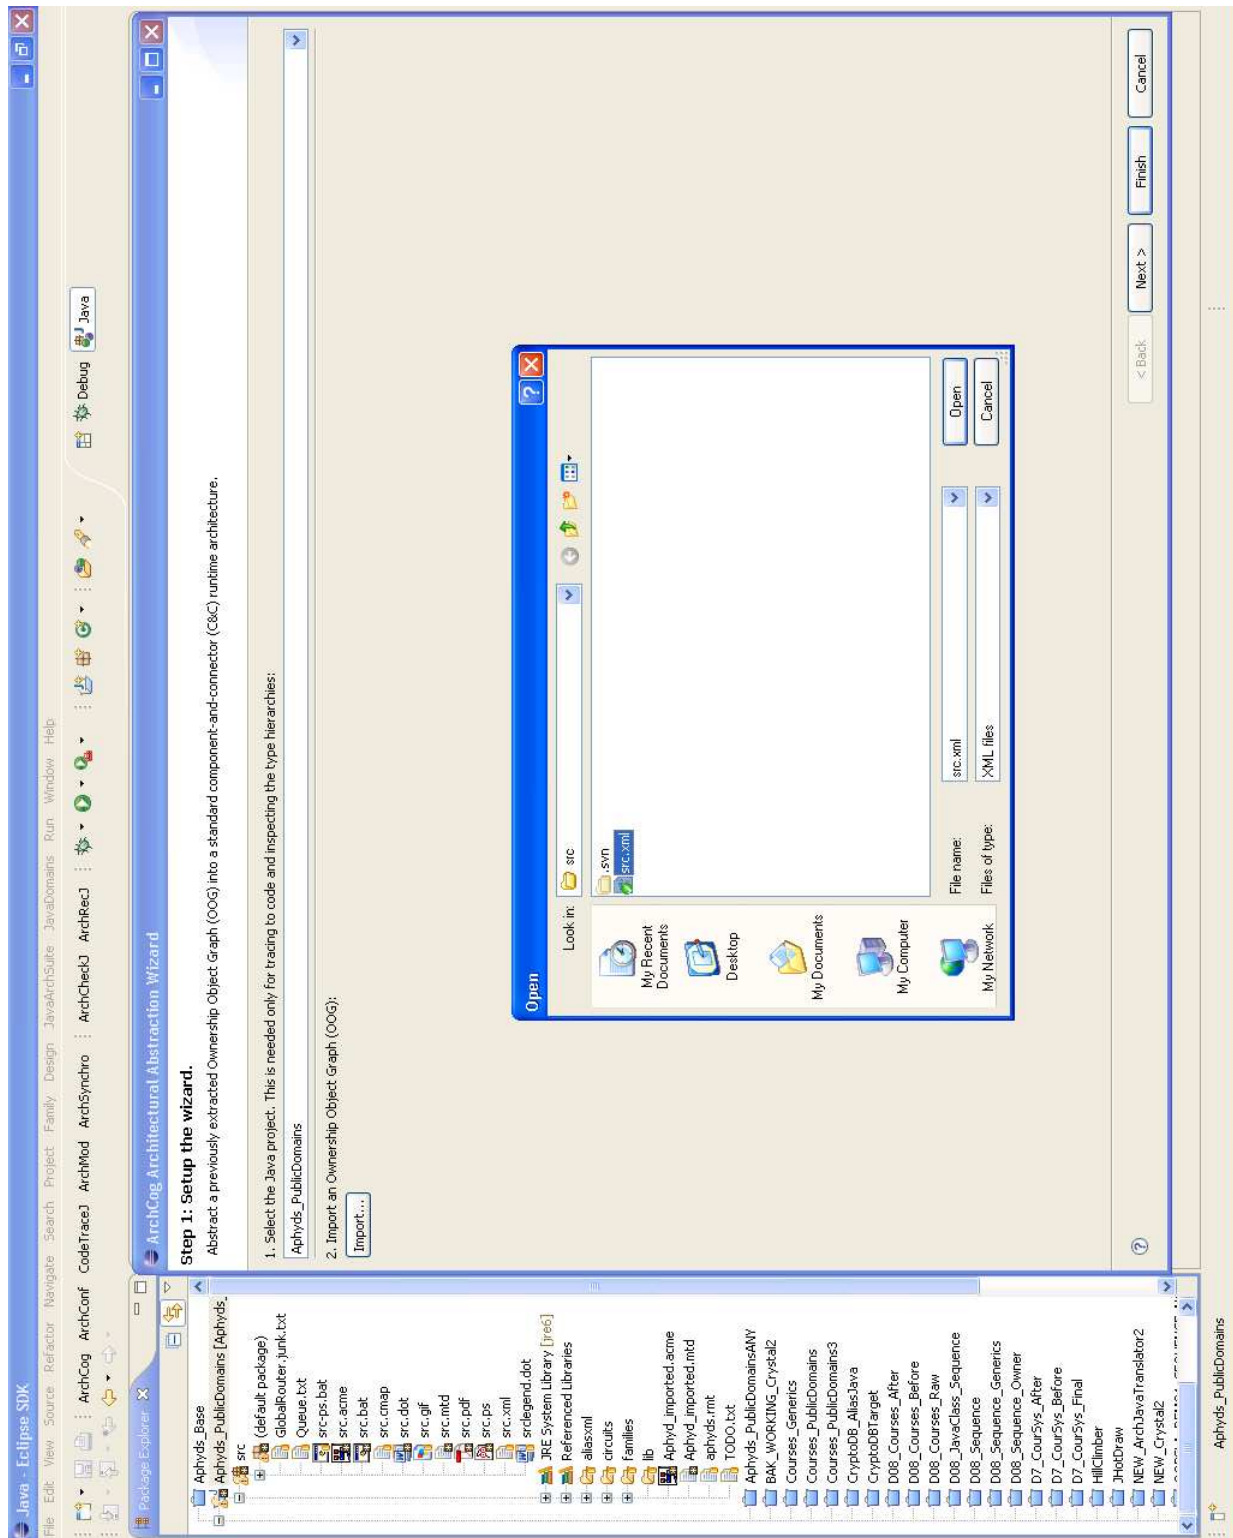 Java - Eclipse SDK
File Edit View Source Refactor Navigate Search Project Family Design JavaArchSuite JavaDomains Run Window Help
ArchCog ArchConf CodeTraceJ ArchMod ArchSynchro ArchCheckJ ArchRecJ
Debug Java
Package Explorer
Aphyds_Base
Aphyds_PublicDomains [Aphyds_
src
(default package)
GlobalRouter.junk.txt
Queue.txt
src-ps.bat
src.acme
src.bat
src.cmap
src.dot
src.gif
src.mtd
src.pdf
src.ps
src.xml
srclegend.dot
JRE System Library [jre6]
Referenced Libraries
aliasxml
circuits
families
lib
Aphyd_imported.acme
Aphyd_imported.mtd
aphyds.rmt
TODO.txt
Aphyds_PublicDomainsANY
BAK_WORKING_Crystal2
Courses_Generics
Courses_PublicDomains
Courses_PublicDomains3
CryptoDB_AliasJava
CryptoDBTarget
D08_Courses_After
D08_Courses_Before
D08_Courses_Raw
D08_JavaClass_Sequence
D08_Sequence
D08_Sequence_Generics
D08_Sequence_Owner
D7_CourSys_After
D7_CourSys_Before
D7_CourSys_Final
HillClimber
JHotDraw
NEW_ArchJavaTranslator2
NEW_Crystal2
ArchCog Architectural Abstraction Wizard
Step 1: Setup the wizard.
Abstract a previously extracted Ownership Object Graph (OOG) into a standard component-and-connector (C&C) runtime architecture.
1. Select the Java project. This is needed only for tracing to code and inspecting the type hierarchies:
Aphyds_PublicDomains
2. Import an Ownership Object Graph (OOG):
Import...
Open
Look in: src
My Recent
Documents
Desktop
My Documents
My Computer
My Network
.svn
src.xml
File name: src.xml Open
Files of type: XML files Cancel
< Back Next > Finish Cancel
Aphyds_PublicDomains